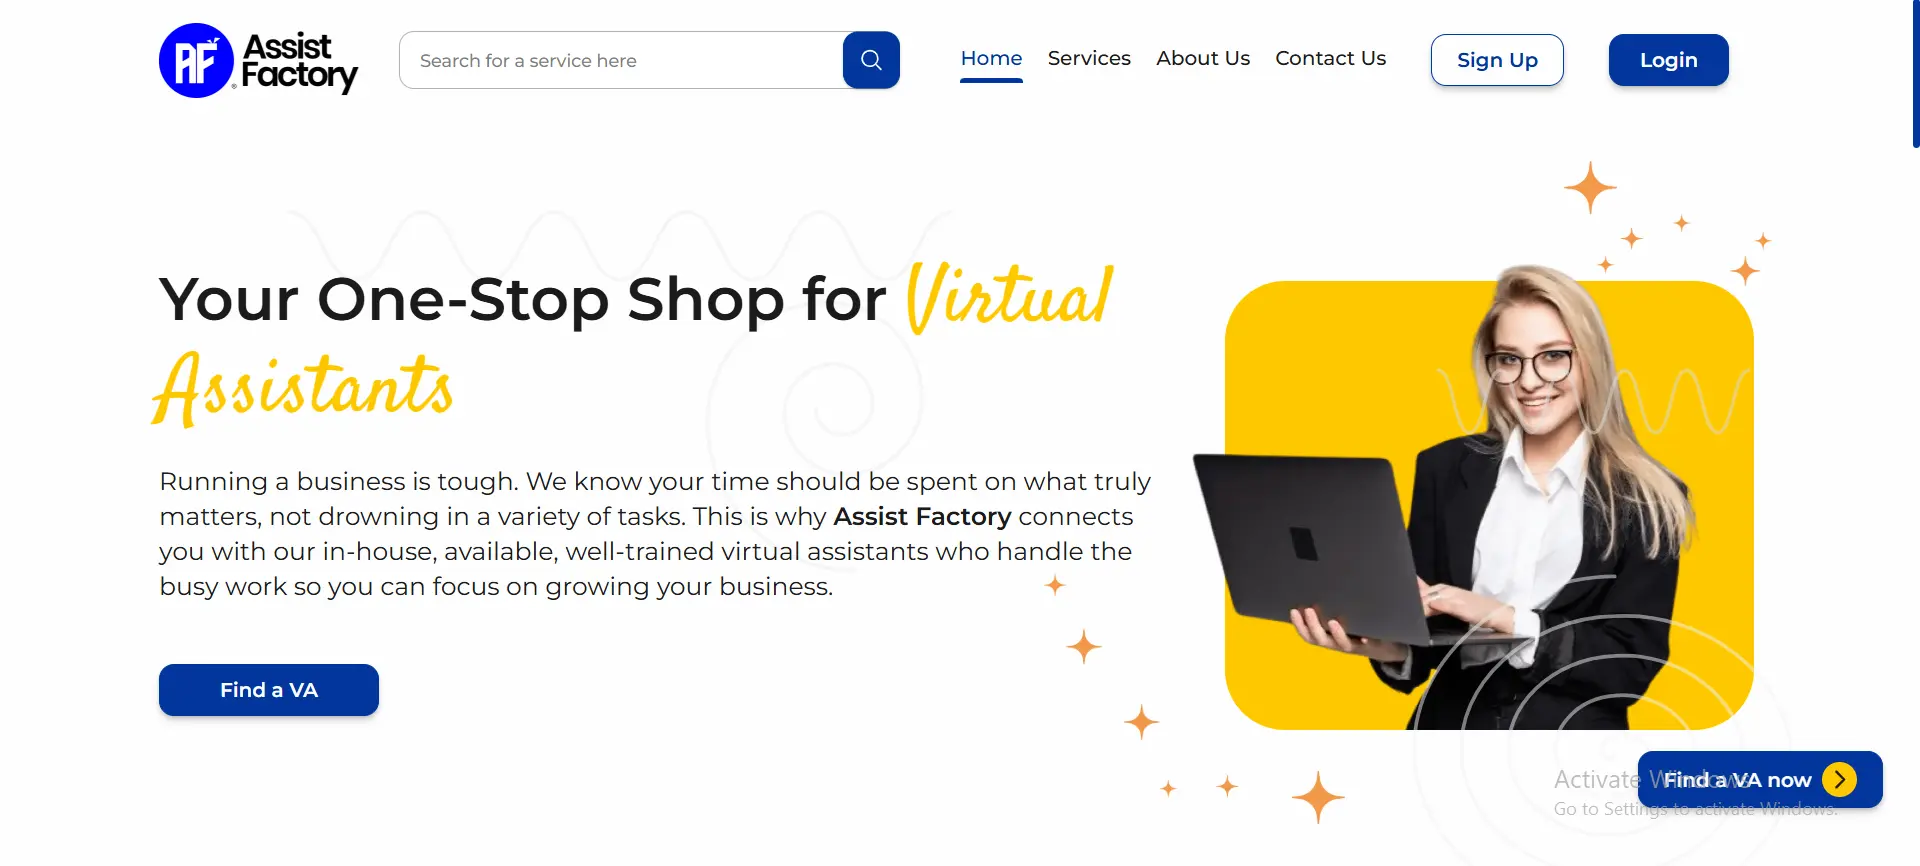 AF Assist
Factory
®
Search for a service here
Home Services About Us Contact Us Sign Up Login
Your One-Stop Shop for Virtual
Assistants
Running a business is tough. We know your time should be spent on what truly
matters, not drowning in a variety of tasks. This is why Assist Factory connects
you with our in-house, available, well-trained virtual assistants who handle the
busy work so you can focus on growing your business.
Find a VA
Find a VA now
Activate Windows
Go to Settings to activate Windows.